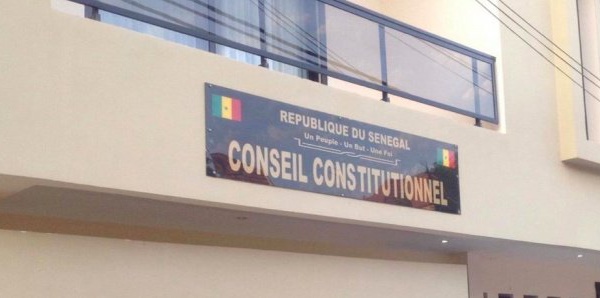 REPUBLIQUE DU SENEGAL
Un Peuple - Un But - Une Foi
CONSEIL CONSTITUTIONNEL